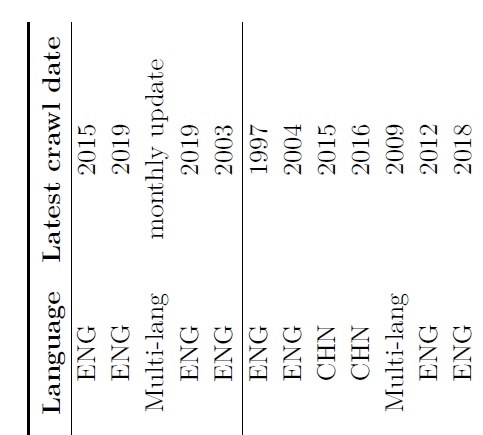 Language Latest crawl date
ENG 2015
ENG 2019
Multi-lang monthly update
ENG 2019
ENG 2003
ENG 1997
ENG 2004
CHN 2015
CHN 2016
Multi-lang 2009
ENG 2012
ENG 2018